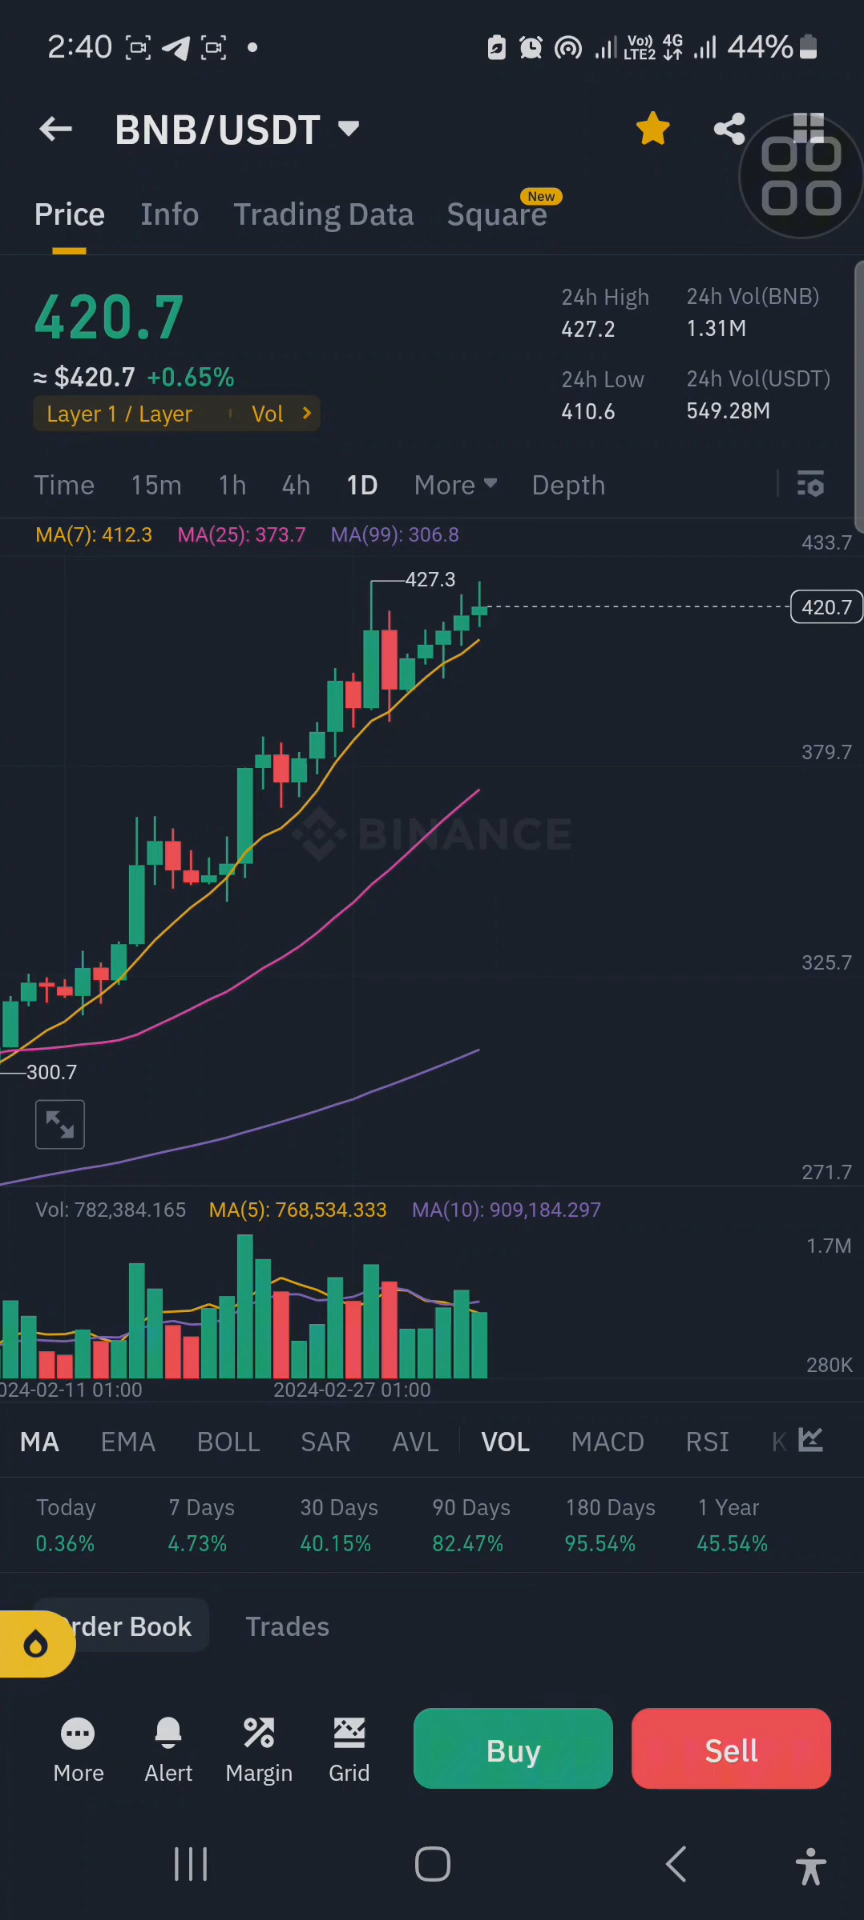 2:40 Vo)) LTE2 4G 44%
BNB/USDT
Price Info Trading Data Square New
420.7
≈ $420.7 +0.65%
Layer 1 / Layer Vol
24h High 24h Vol(BNB)
427.2 1.31M
24h Low 24h Vol(USDT)
410.6 549.28M
Time 15m 1h 4h 1D More Depth
MA(7): 412.3 MA(25): 373.7 MA(99): 306.8
433.7
427.3
420.7
379.7
BINANCE
325.7
300.7
271.7
Vol: 782,384.165 MA(5): 768,534.333 MA(10): 909,184.297
1.7M
280K
024-02-11 01:00 2024-02-27 01:00
MA EMA BOLL SAR AVL VOL MACD RSI K
Today 7 Days 30 Days 90 Days 180 Days 1 Year
0.36% 4.73% 40.15% 82.47% 95.54% 45.54%
rder Book Trades
More Alert Margin Grid Buy Sell